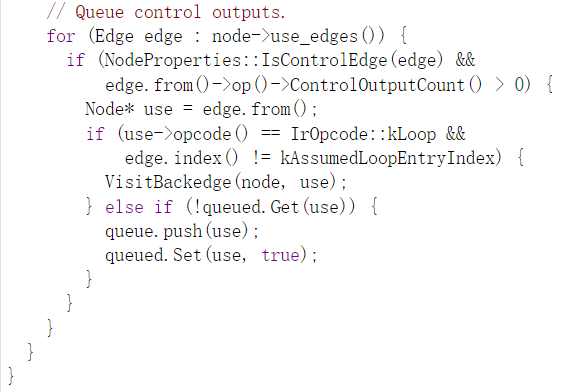 // Queue control outputs.
for (Edge edge : node->use_edges()) {
if (NodeProperties::IsControlEdge(edge) &&
edge.from()->op()->ControlOutputCount() > 0) {
Node* use = edge.from();
if (use->opcode() == IrOpcode::kLoop &&
edge.index() != kAssumedLoopEntryIndex) {
VisitBackedge(node, use);
} else if (!queued.Get(use)) {
queue.push(use);
queued.Set(use, true);
}
}
}
}
}